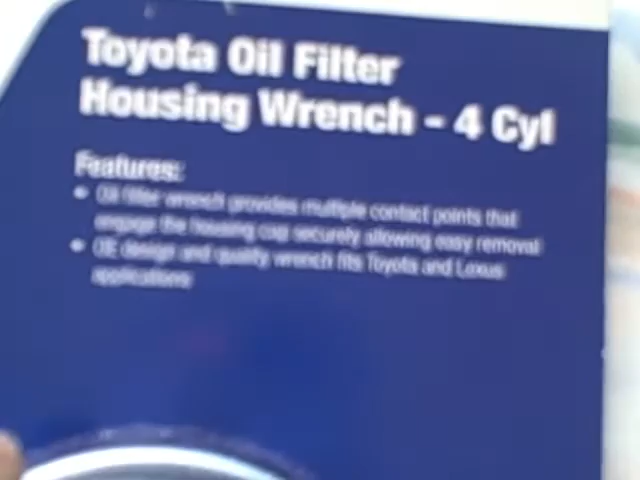 Toyota Oil Filter
Housing Wrench - 4 Cyl
Features:
• Oil filter wrench provides multiple contact points that
engage the housing cup securely allowing easy removal
• OE design and quality wrench fits Toyota and Lexus
applications